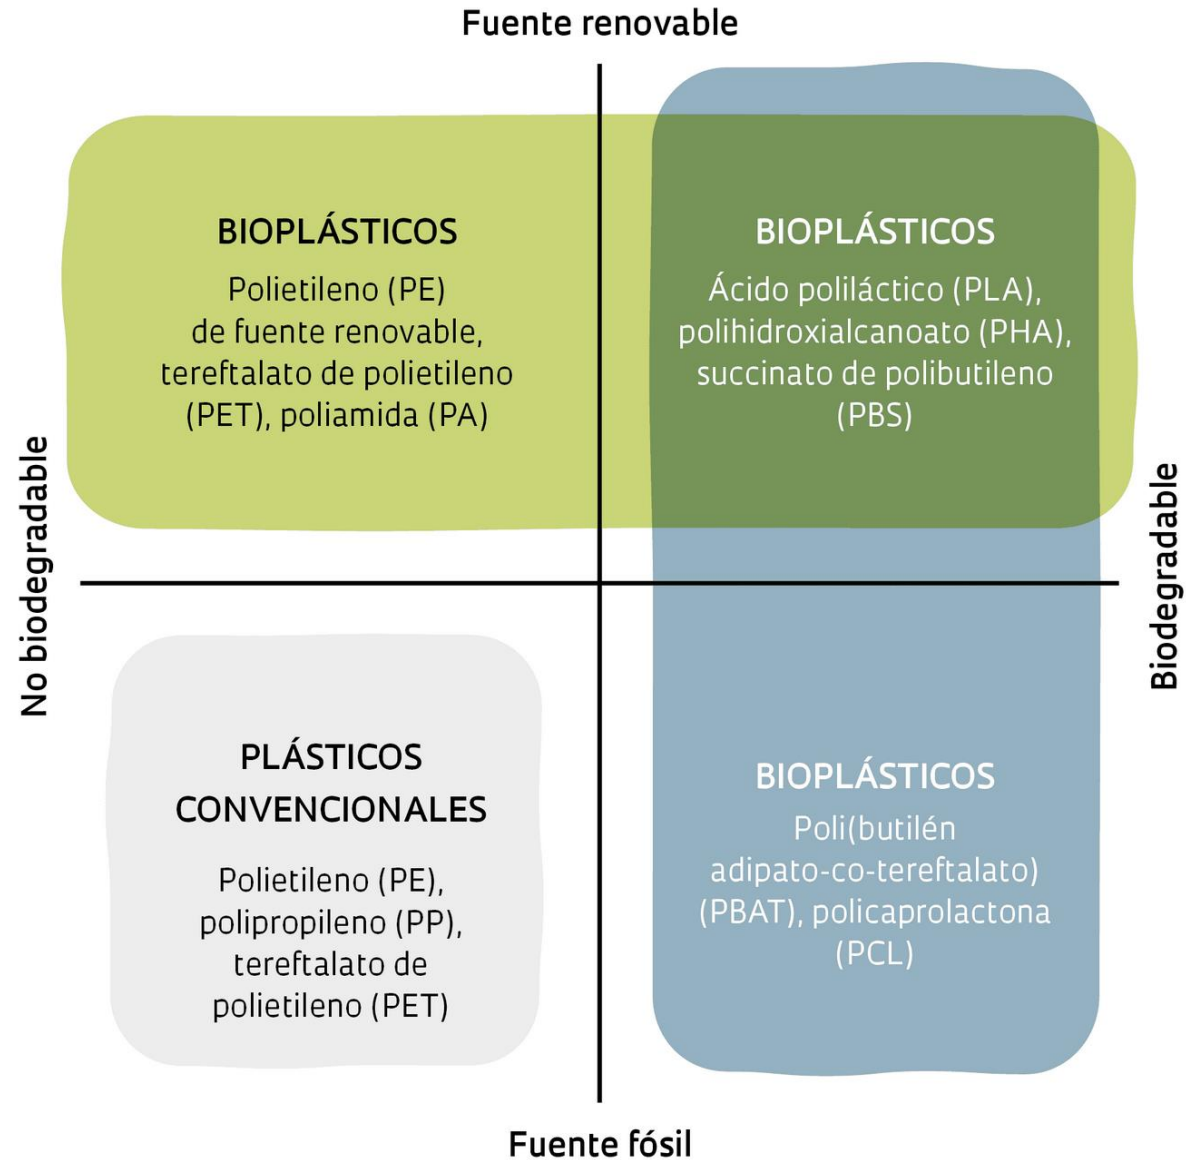 Fuente renovable
BIOPLÁSTICOS
Polietileno (PE)
de fuente renovable,
tereftalato de polietileno
(PET), poliamida (PA)
BIOPLÁSTICOS
Ácido poliláctico (PLA),
polihidroxialcanoato (PHA),
succinato de polibutileno
(PBS)
No biodegradable
Biodegradable
PLÁSTICOS
CONVENCIONALES
Polietileno (PE),
polipropileno (PP),
tereftalato de
polietileno (PET)
BIOPLÁSTICOS
Poli(butilén
adipato-co-tereftalato)
(PBAT), policaprolactona
(PCL)
Fuente fósil